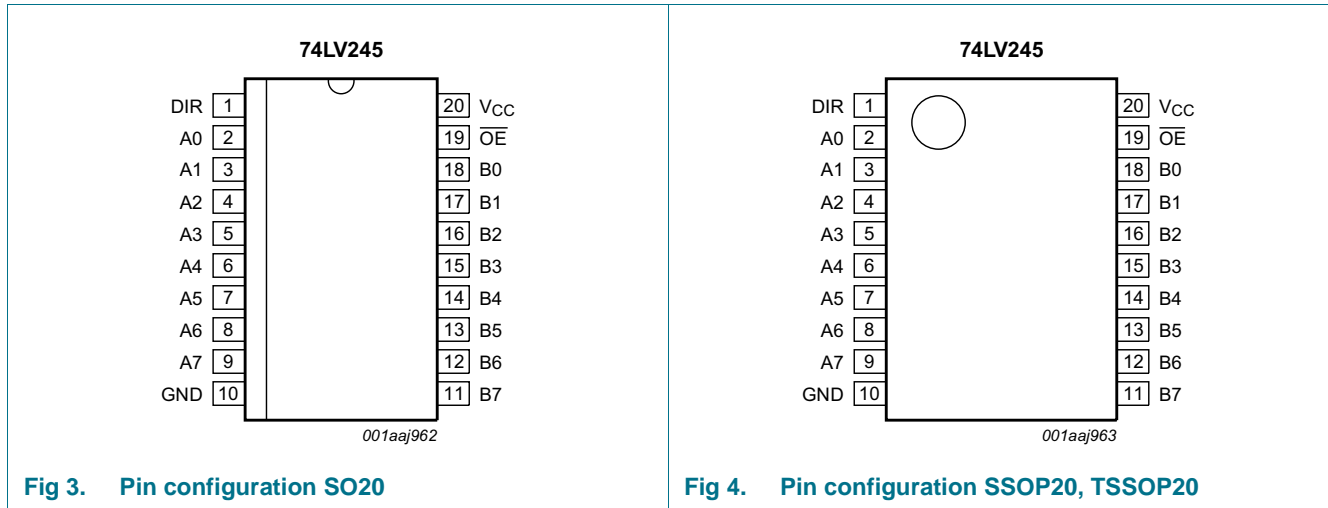 74LV245
DIR 1
A0 2
A1 3
A2 4
A3 5
A4 6
A5 7
A6 8
A7 9
GND 10
20 VCC
19 OE
18 B0
17 B1
16 B2
15 B3
14 B4
13 B5
12 B6
11 B7
001aaj962
Fig 3. Pin configuration SO20
74LV245
DIR 1
A0 2
A1 3
A2 4
A3 5
A4 6
A5 7
A6 8
A7 9
GND 10
20 VCC
19 OE
18 B0
17 B1
16 B2
15 B3
14 B4
13 B5
12 B6
11 B7
001aaj963
Fig 4. Pin configuration SSOP20, TSSOP20